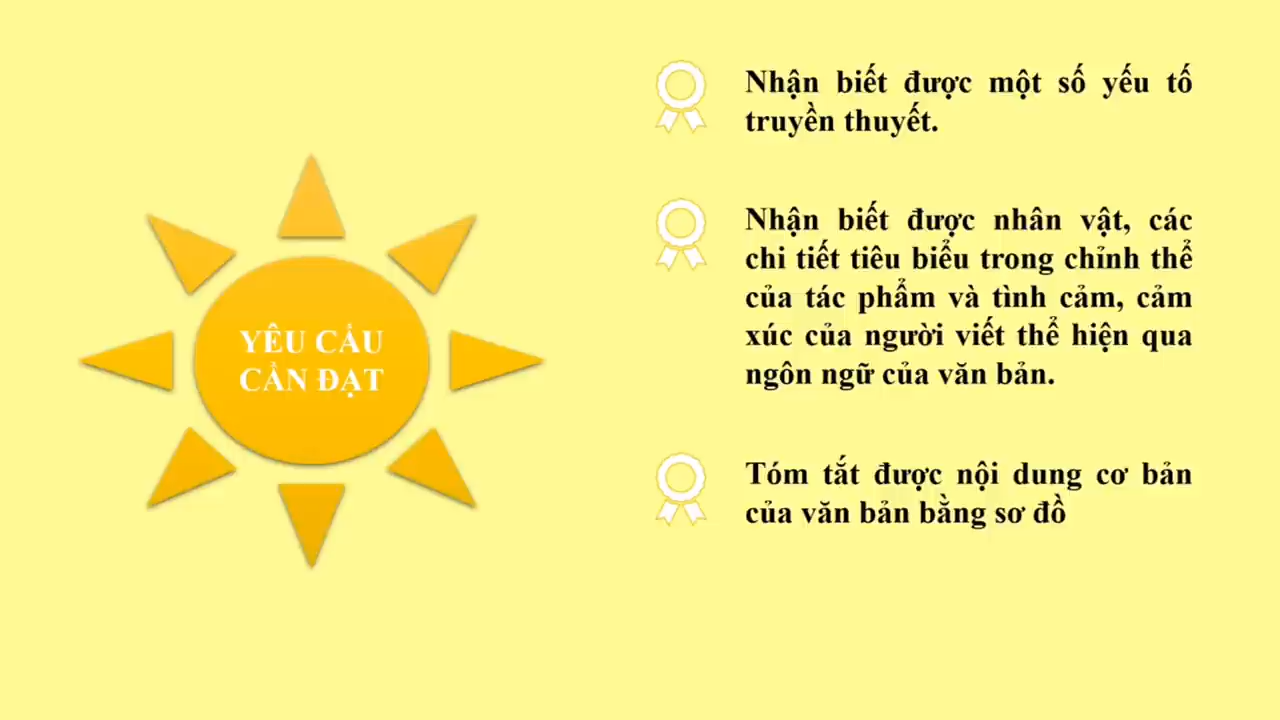 YÊU CẦU
CẦN ĐẠT
Nhận biết được một số yếu tố
truyền thuyết.
Nhận biết được nhân vật, các
chi tiết tiêu biểu trong chỉnh thể
của tác phẩm và tình cảm, cảm
xúc của người viết thể hiện qua
ngôn ngữ của văn bản.
Tóm tắt được nội dung cơ bản
của văn bản bằng sơ đồ